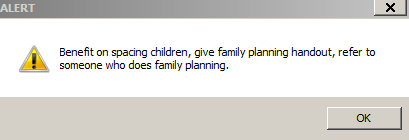 ALERT
Benefit on spacing children, give family planning handout, refer to
someone who does family planning.
OK